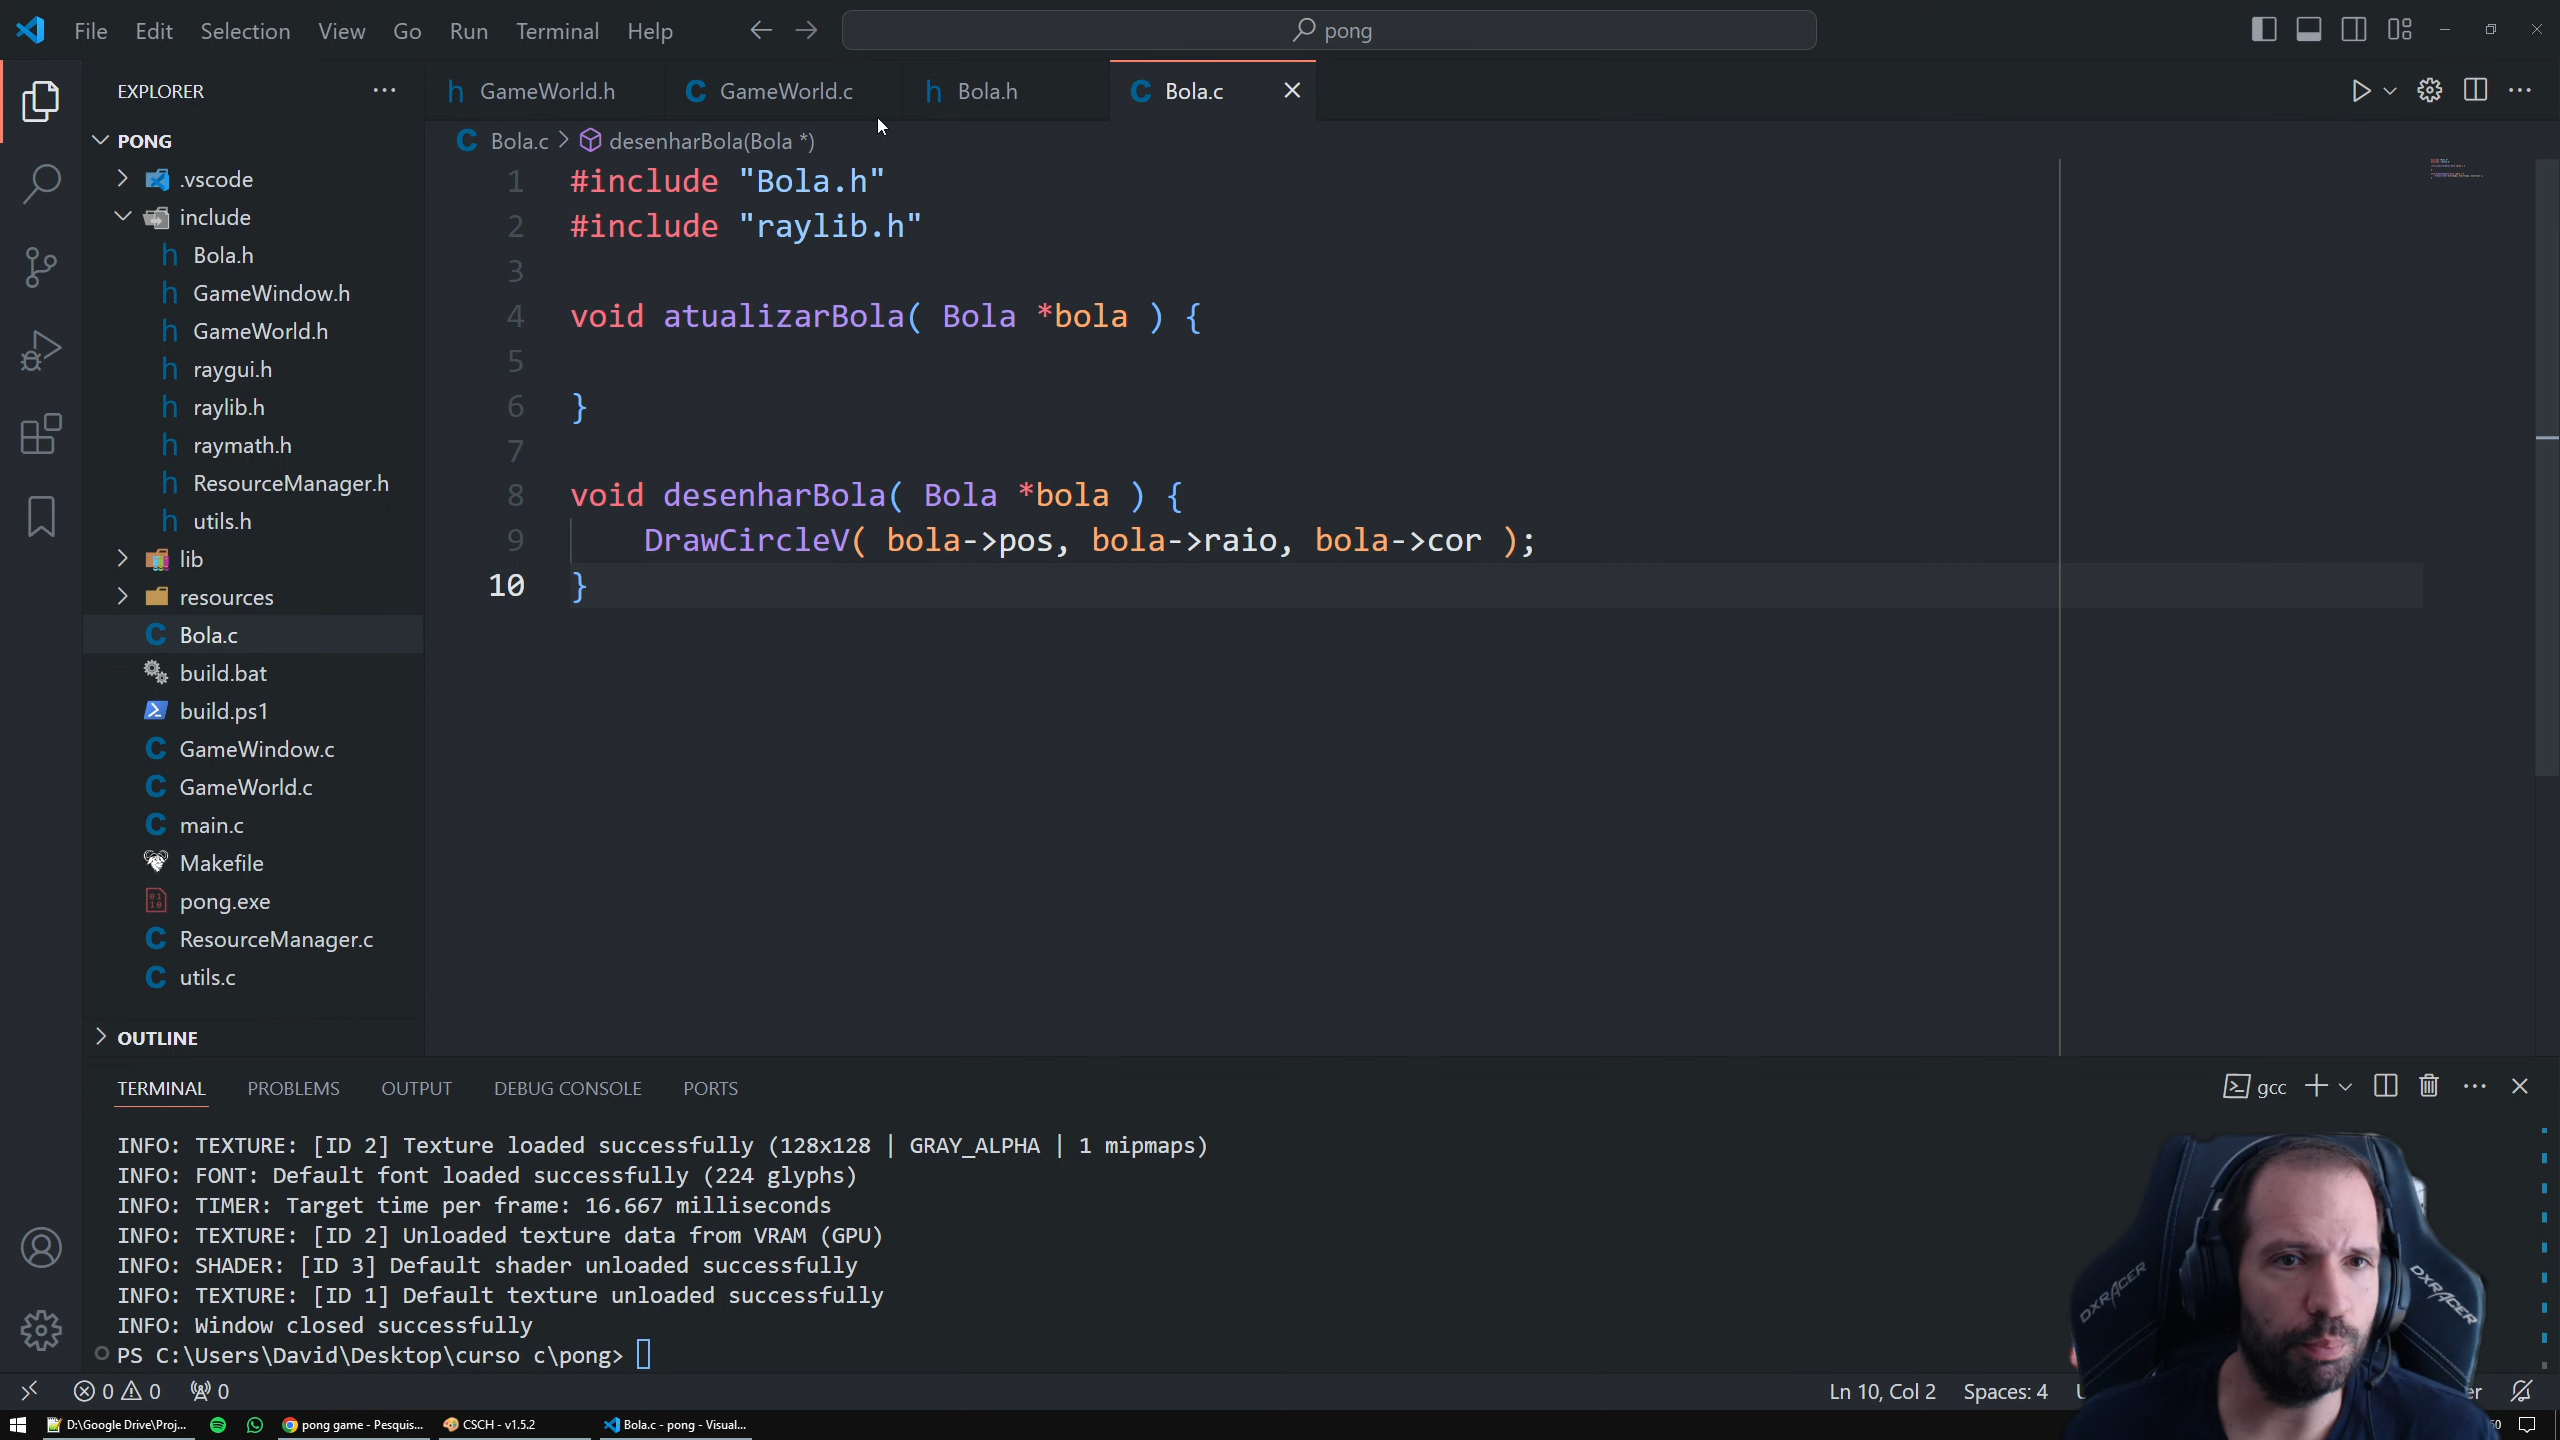 File Edit Selection View Go Run Terminal Help
pong
EXPLORER
GameWorld.h
GameWorld.c
Bola.h
Bola.c
PONG
.vscode
include
Bola.h
GameWindow.h
GameWorld.h
raygui.h
raylib.h
raymath.h
ResourceManager.h
utils.h
lib
resources
Bola.c
build.bat
build.ps1
GameWindow.c
GameWorld.c
main.c
Makefile
pong.exe
ResourceManager.c
utils.c
OUTLINE
Bola.c > desenharBola(Bola *)
1 #include "Bola.h"
2 #include "raylib.h"
3
4 void atualizarBola( Bola *bola ) {
5
6 }
7
8 void desenharBola( Bola *bola ) {
9 DrawCircleV( bola->pos, bola->raio, bola->cor );
10 }
TERMINAL PROBLEMS OUTPUT DEBUG CONSOLE PORTS
gcc
INFO: TEXTURE: [ID 2] Texture loaded successfully (128x128 | GRAY_ALPHA | 1 mipmaps)
INFO: FONT: Default font loaded successfully (224 glyphs)
INFO: TIMER: Target time per frame: 16.667 milliseconds
INFO: TEXTURE: [ID 2] Unloaded texture data from VRAM (GPU)
INFO: SHADER: [ID 3] Default shader unloaded successfully
INFO: TEXTURE: [ID 1] Default texture unloaded successfully
INFO: Window closed successfully
PS C:\Users\David\Desktop\curso c\pong>
DXRACER
DXRACER
0 0 0
Ln 10, Col 2 Spaces: 4
D:\Google Drive\Proj...
pong game - Pesquis...
CSCH - v1.5.2
Bola.c - pong - Visual...